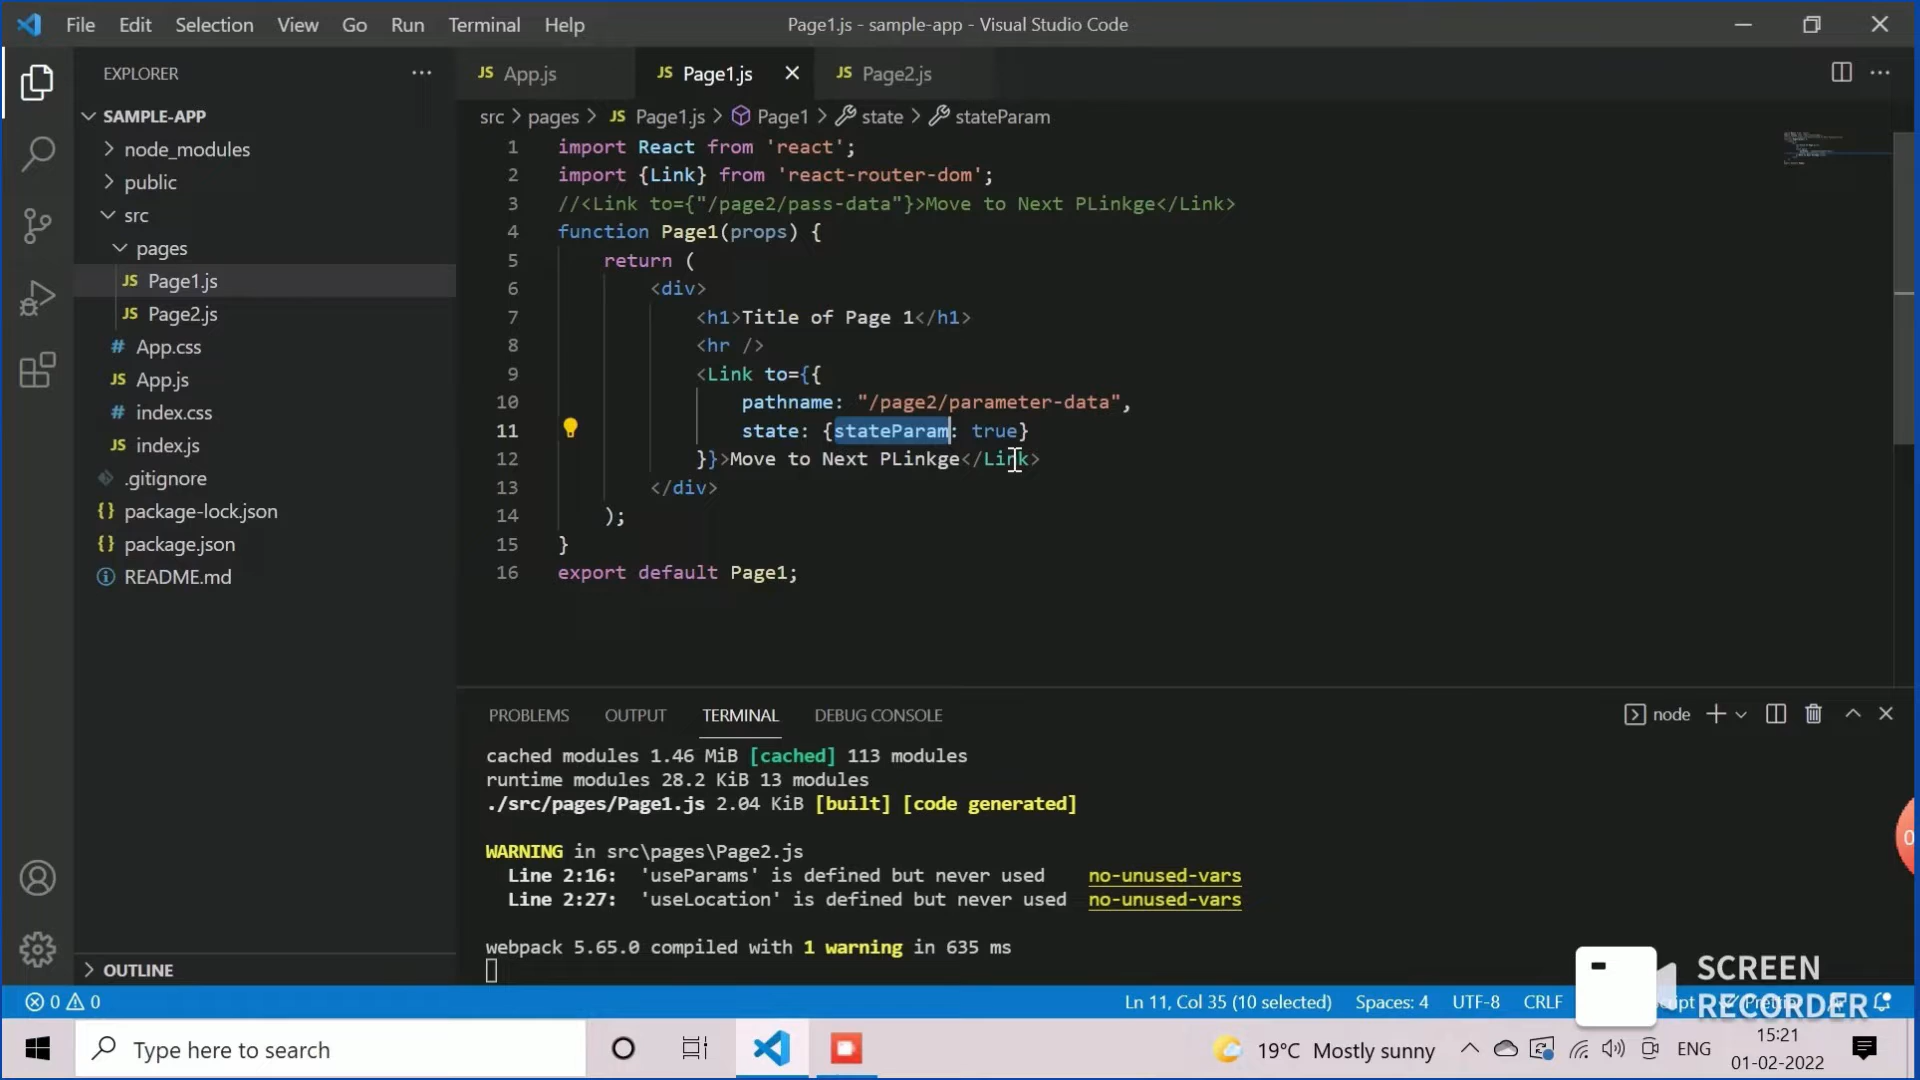 File Edit Selection View Go Run Terminal Help
Page1.js - sample-app - Visual Studio Code
EXPLORER
SAMPLE-APP
node_modules
public
src
pages
JS Page1.js
JS Page2.js
# App.css
JS App.js
# index.css
JS index.js
.gitignore
{} package-lock.json
{} package.json
README.md
OUTLINE
JS App.js JS Page1.js JS Page2.js
src > pages > JS Page1.js > Page1 > state > stateParam
1 import React from 'react';
2 import {Link} from 'react-router-dom';
3 //<Link to={"/page2/pass-data"}>Move to Next PLinkge</Link>
4 function Page1(props) {
5 return (
6 <div>
7 <h1>Title of Page 1</h1>
8 <hr />
9 <Link to={{
10 pathname: "/page2/parameter-data",
11 state: {stateParam: true}
12 }}>Move to Next PLinkge</Link>
13 </div>
14 );
15 }
16 export default Page1;
PROBLEMS OUTPUT TERMINAL DEBUG CONSOLE
node
cached modules 1.46 MiB [cached] 113 modules
runtime modules 28.2 KiB 13 modules
./src/pages/Page1.js 2.04 KiB [built] [code generated]
WARNING in src\pages\Page2.js
Line 2:16: 'useParams' is defined but never used no-unused-vars
Line 2:27: 'useLocation' is defined but never used no-unused-vars
webpack 5.65.0 compiled with 1 warning in 635 ms
SCREEN
RECORDER
0 0
Ln 11, Col 35 (10 selected) Spaces: 4 UTF-8 CRLF
Type here to search
19°C Mostly sunny
ENG
15:21
01-02-2022